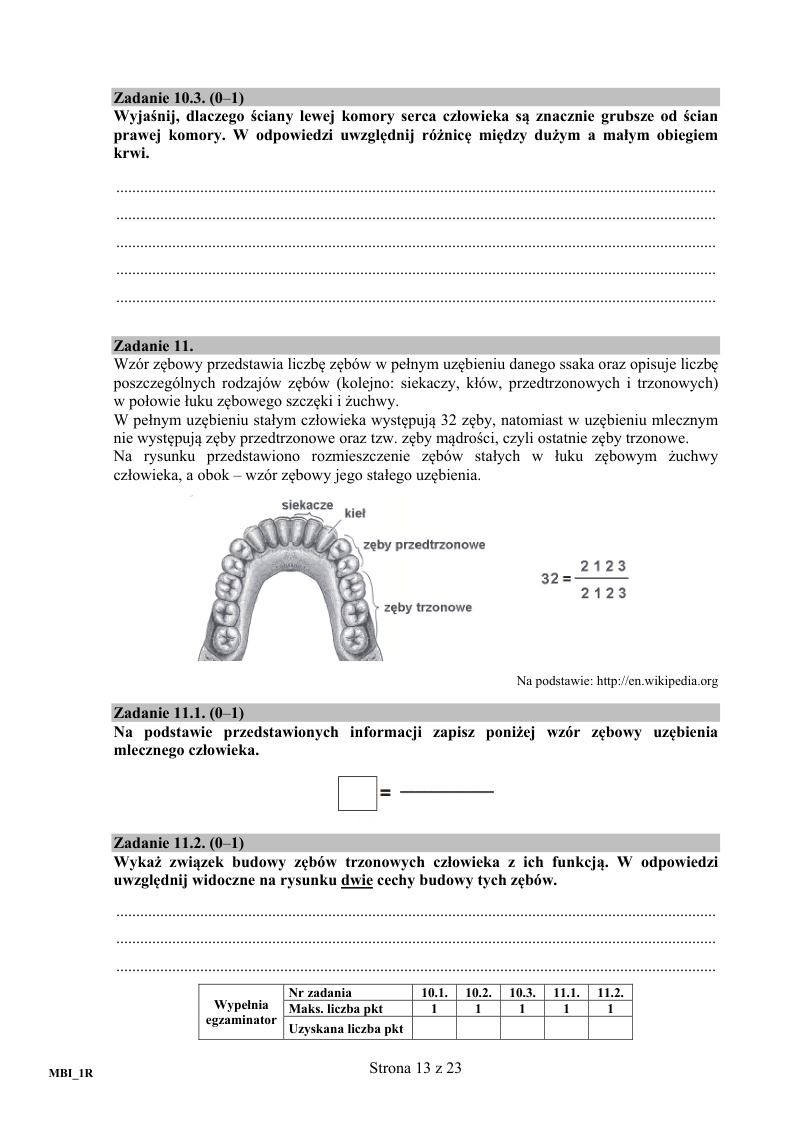 Zadanie 10.3. (0–1)
Wyjaśnij, dlaczego ściany lewej komory serca człowieka są znacznie grubsze od ścian
prawej komory. W odpowiedzi uwzględnij różnicę między dużym a małym obiegiem
krwi.
Zadanie 11.
Wzór zębowy przedstawia liczbę zębów w pełnym uzębieniu danego ssaka oraz opisuje liczbę
poszczególnych rodzajów zębów (kolejno: siekaczy, kłów, przedtrzonowych i trzonowych)
w połowie łuku zębowego szczęki i żuchwy.
W pełnym uzębieniu stałym człowieka występują 32 zęby, natomiast w uzębieniu mlecznym
nie występują zęby przedtrzonowe oraz tzw. zęby mądrości, czyli ostatnie zęby trzonowe.
Na rysunku przedstawiono rozmieszczenie zębów stałych w łuku zębowym żuchwy
człowieka, a obok – wzór zębowy jego stałego uzębienia.
siekacze
kieł
zęby przedtrzonowe
zęby trzonowe
2 1 2 3
32 =
2 1 2 3
Na podstawie: http://en.wikipedia.org
Zadanie 11.1. (0–1)
Na podstawie przedstawionych informacji zapisz poniżej wzór zębowy uzębienia
mlecznego człowieka.
=
Zadanie 11.2. (0–1)
Wykaż związek budowy zębów trzonowych człowieka z ich funkcją. W odpowiedzi
uwzględnij widoczne na rysunku dwie cechy budowy tych zębów.
Wypełnia
egzaminator
Nr zadania 10.1. 10.2. 10.3. 11.1. 11.2.
Maks. liczba pkt 1 1 1 1 1
Uzyskana liczba pkt
Strona 13 z 23
MBI_1R